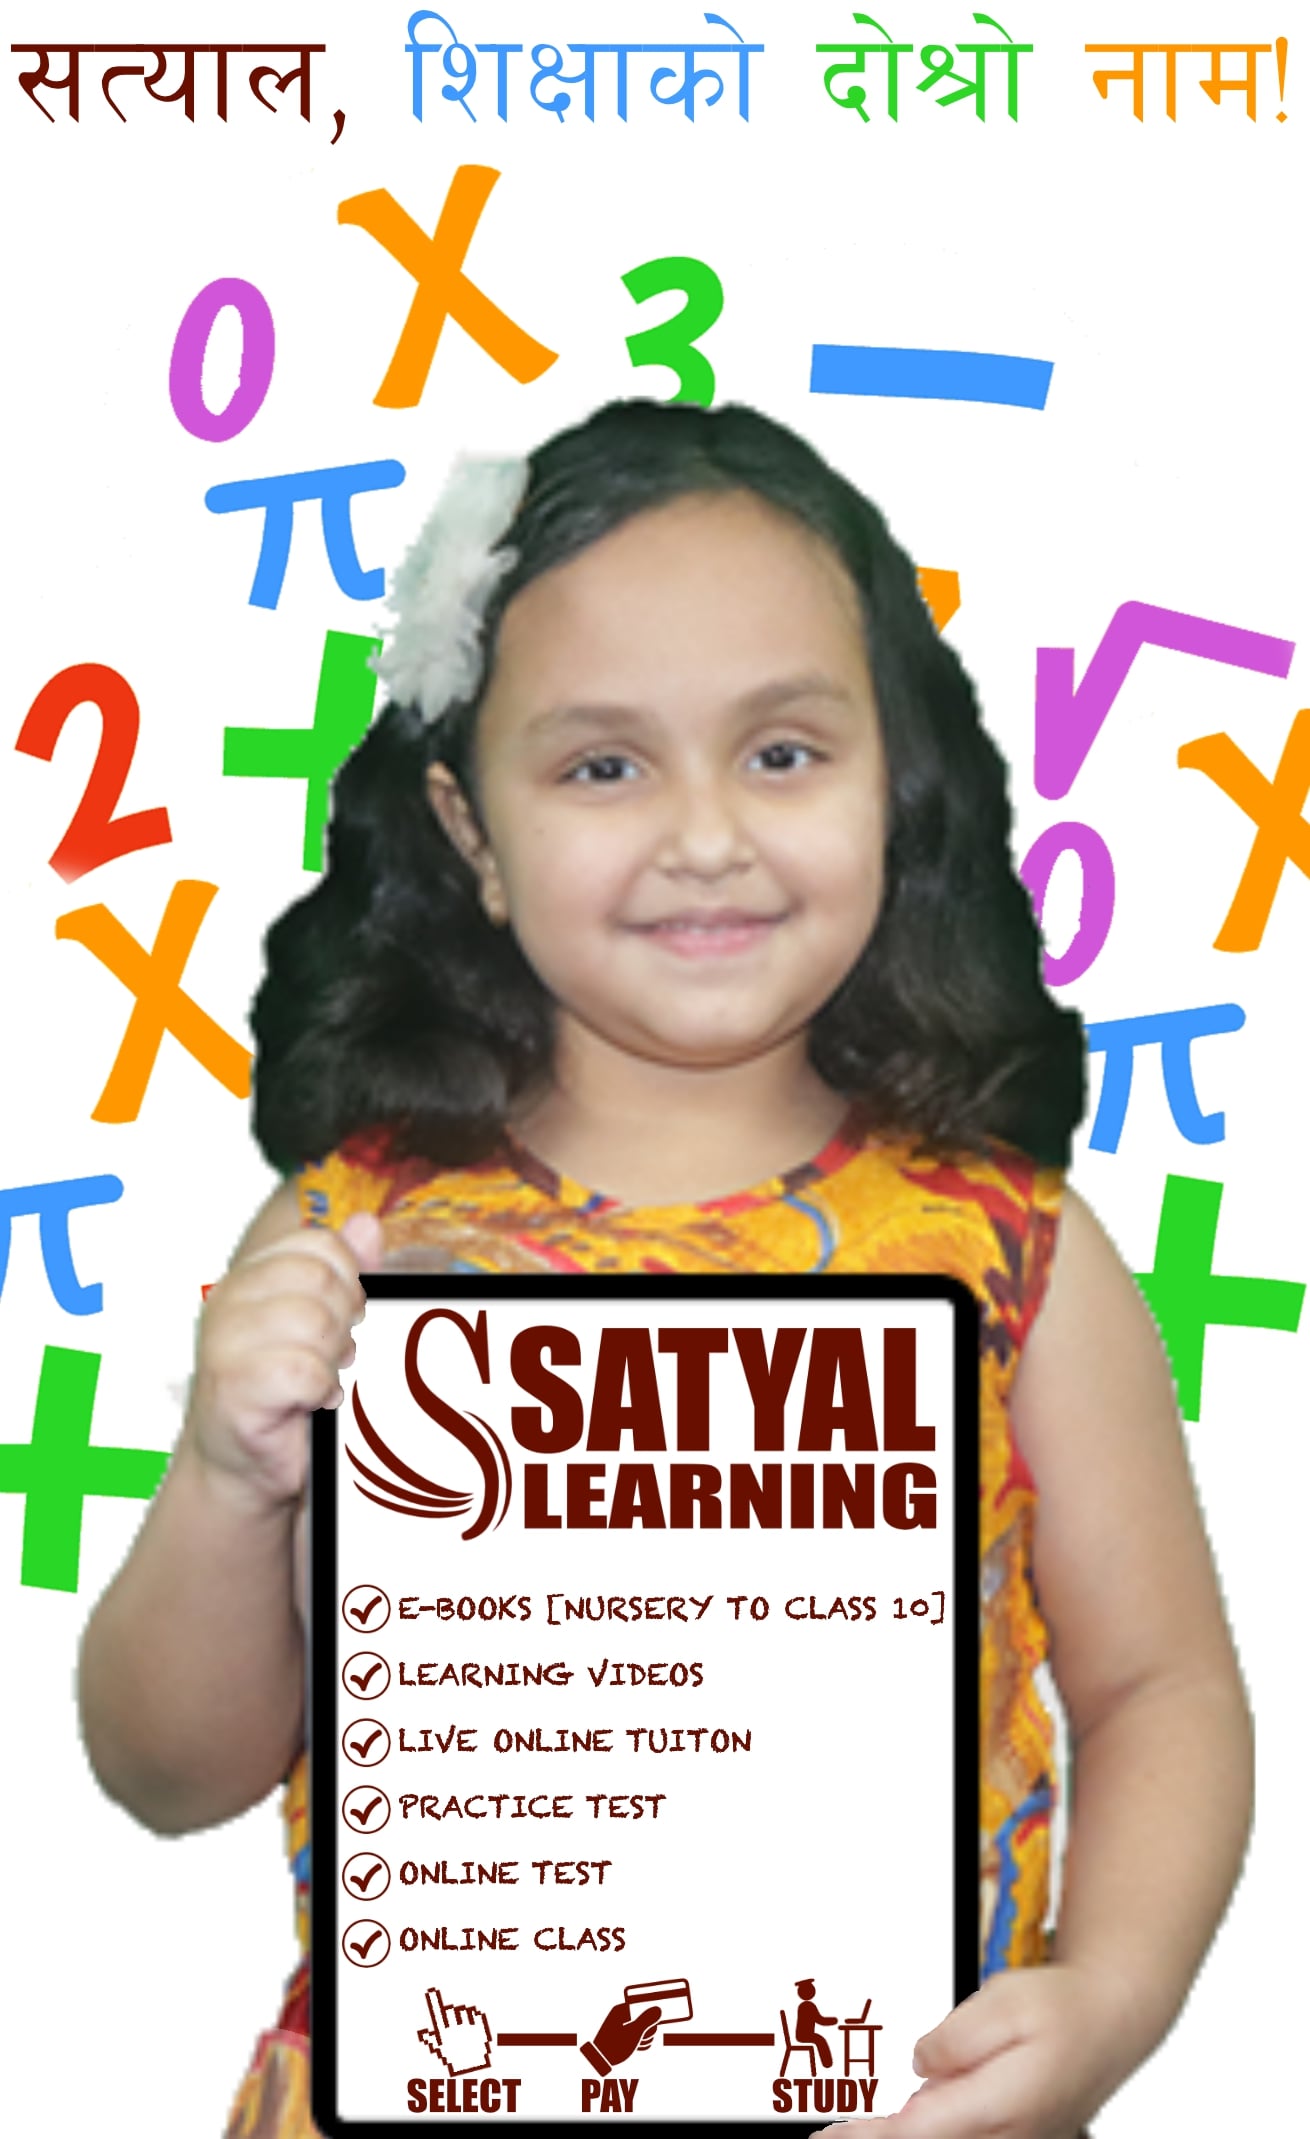 सत्याल, शिक्षाको दोश्रो नाम!
0 X 3 –
π
2 + √ X
X 0
π π
+ +
SATYAL
LEARNING
E-BOOKS [NURSERY TO CLASS 10]
LEARNING VIDEOS
LIVE ONLINE TUITON
PRACTICE TEST
ONLINE TEST
ONLINE CLASS
SELECT PAY STUDY